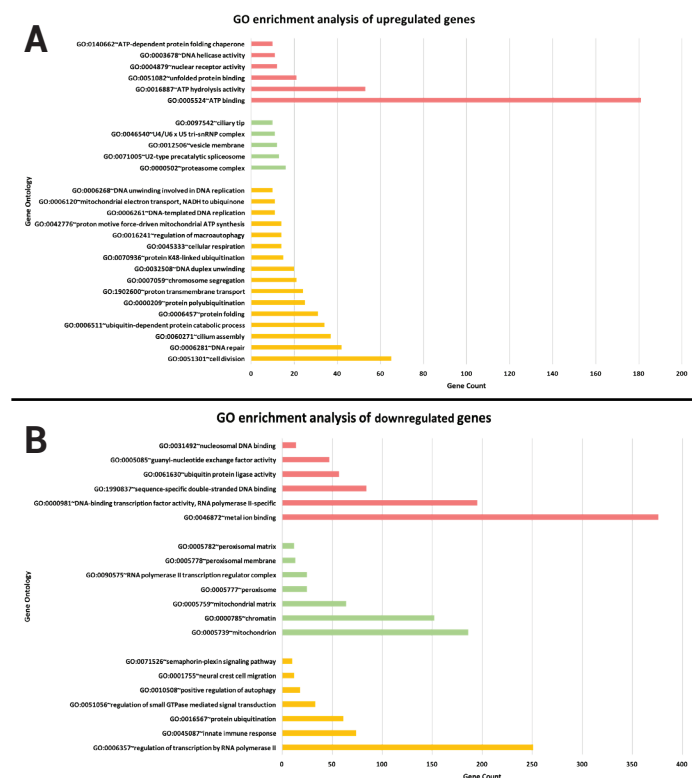 A
GO enrichment analysis of upregulated genes
GO:0140662~ATP-dependent protein folding chaperone
GO:0003678~DNA helicase activity
GO:0004879~nuclear receptor activity
GO:0051082~unfolded protein binding
GO:0016887~ATP hydrolysis activity
GO:0005524~ATP binding
GO:0097542~ciliary tip
GO:0046540~U4/U6 x U5 tri-snRNP complex
GO:0012506~vesicle membrane
GO:0071005~U2-type precatalytic spliceosome
GO:0000502~proteasome complex
Gene Ontology
GO:0006268~DNA unwinding involved in DNA replication
GO:0006120~mitochondrial electron transport, NADH to ubiquinone
GO:0006261~DNA-templated DNA replication
GO:0042776~proton motive force-driven mitochondrial ATP synthesis
GO:0016241~regulation of macroautophagy
GO:0045333~cellular respiration
GO:0070936~protein K48-linked ubiquitination
GO:0032508~DNA duplex unwinding
GO:0007059~chromosome segregation
GO:1902600~proton transmembrane transport
GO:0000209~protein polyubiquitination
GO:0006457~protein folding
GO:0006511~ubiquitin-dependent protein catabolic process
GO:0060271~cilium assembly
GO:0006281~DNA repair
GO:0051301~cell division
0 20 40 60 80 100 120 140 160 180 200
Gene Count
B
GO enrichment analysis of downregulated genes
GO:0031492~nucleosomal DNA binding
GO:0005085~guanyl-nucleotide exchange factor activity
GO:0061630~ubiquitin protein ligase activity
GO:1990837~sequence-specific double-stranded DNA binding
GO:0000981~DNA-binding transcription factor activity, RNA polymerase II-specific
GO:0046872~metal ion binding
GO:0005782~peroxisomal matrix
GO:0005778~peroxisomal membrane
GO:0090575~RNA polymerase II transcription regulator complex
GO:0005777~peroxisome
GO:0005759~mitochondrial matrix
GO:0000785~chromatin
GO:0005739~mitochondrion
Gene Ontology
GO:0071526~semaphorin-plexin signaling pathway
GO:0001755~neural crest cell migration
GO:0010508~positive regulation of autophagy
GO:0051056~regulation of small GTPase mediated signal transduction
GO:0016567~protein ubiquitination
GO:0045087~innate immune response
GO:0006357~regulation of transcription by RNA polymerase II
0 50 100 150 200 250 300 350 400
Gene Count